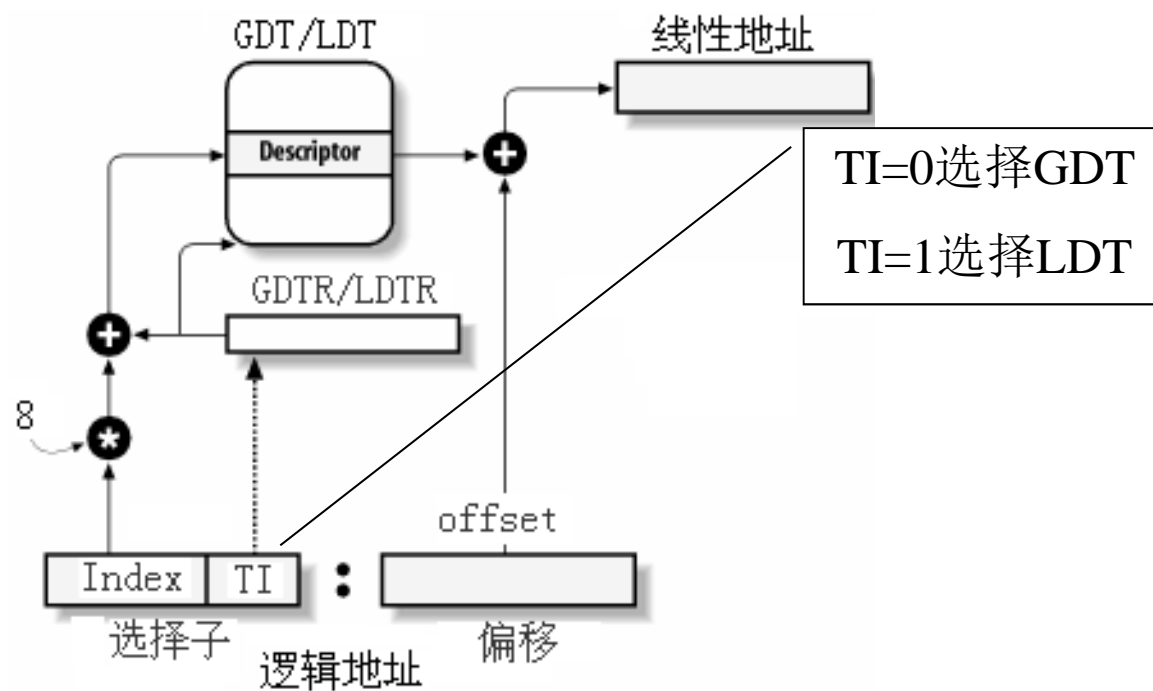 GDT/LDT
线性地址
Descriptor
TI=0选择GDT
TI=1选择LDT
GDTR/LDTR
8
offset
Index TI :
选择子
偏移
逻辑地址